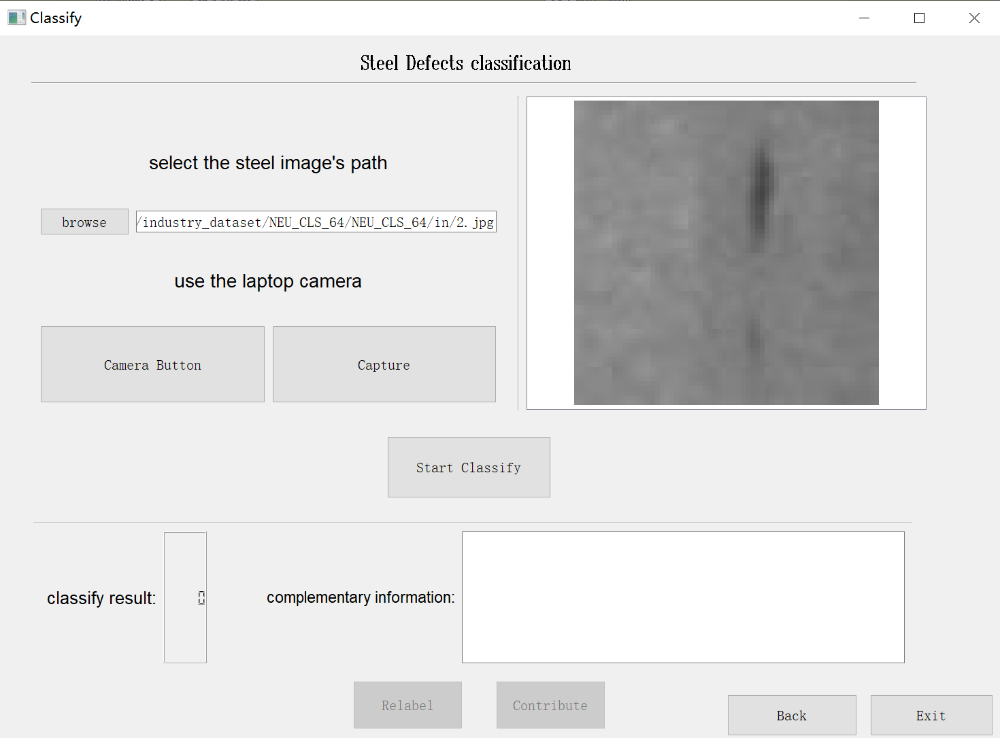 Classify
Steel Defects classification
select the steel image's path
browse
/industry_dataset/NEU_CLS_64/NEU_CLS_64/in/2.jpg
use the laptop camera
Camera Button
Capture
Start Classify
classify result:
0
complementary information:
Relabel
Contribute
Back
Exit